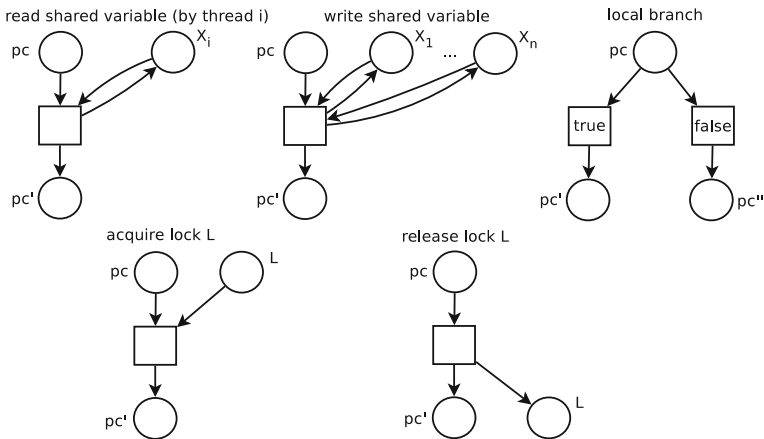 read shared variable (by thread i)
pc
X_i
pc'
write shared variable
pc
X_1
...
X_n
pc'
local branch
pc
true
false
pc'
pc"
acquire lock L
pc
L
pc'
release lock L
pc
pc'
L